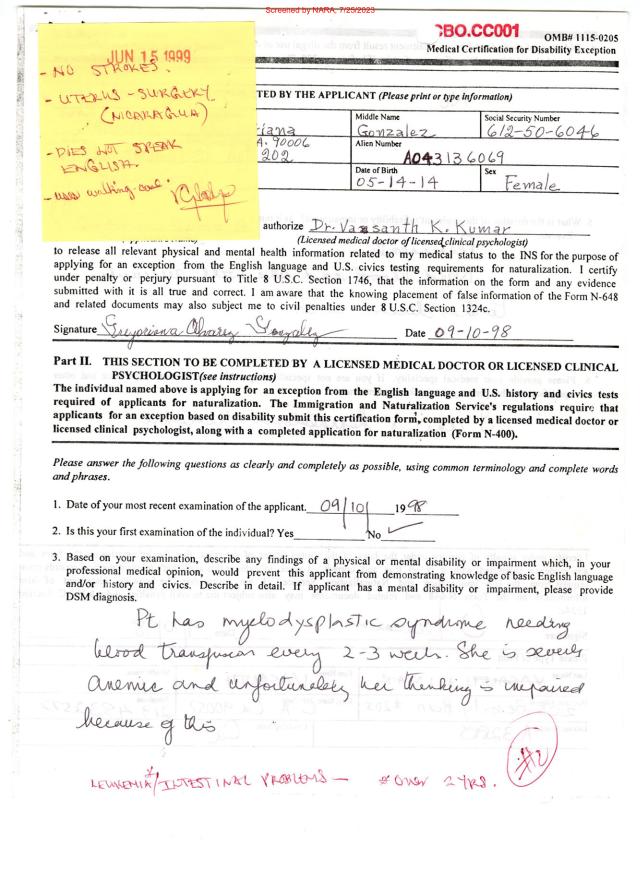 Screened by NARA, 7/25/2023
CBO.CC001
OMB# 1115-0205
Medical Certification for Disability Exception
JUN 15 1999
- NO STROKES.
- UTERUS - SURGERY
(NICARAGUA)
- DIES NOT SPEAK
ENGLISH.
- uses walking cane.
TED BY THE APPLICANT (Please print or type information)
Middle Name
Social Security Number
riana
Gonzalez
612-50-6046
A. 90006
Alien Number
202
A043136069
Date of Birth
Sex
05-14-14
Female
authorize Dr. Vassanth K. Kumar
(Licensed medical doctor of licensed clinical psychologist)
to release all relevant physical and mental health information related to my medical status to the INS for the purpose of
applying for an exception from the English language and U.S. civics testing requirements for naturalization. I certify
under penalty or perjury pursuant to Title 8 U.S.C. Section 1746, that the information on the form and any evidence
submitted with it is all true and correct. I am aware that the knowing placement of false information of the Form N-648
and related documents may also subject me to civil penalties under 8 U.S.C. Section 1324c.
Signature Gregoriana Alvarez Gonzalez Date 09-10-98
Part II. THIS SECTION TO BE COMPLETED BY A LICENSED MEDICAL DOCTOR OR LICENSED CLINICAL
PSYCHOLOGIST(see instructions)
The individual named above is applying for an exception from the English language and U.S. history and civics tests
required of applicants for naturalization. The Immigration and Naturalization Service's regulations require that
applicants for an exception based on disability submit this certification form, completed by a licensed medical doctor or
licensed clinical psychologist, along with a completed application for naturalization (Form N-400).
Please answer the following questions as clearly and completely as possible, using common terminology and complete words
and phrases.
1. Date of your most recent examination of the applicant. 09/10/ 1998
2. Is this your first examination of the individual? Yes No ✓
3. Based on your examination, describe any findings of a physical or mental disability or impairment which, in your
professional medical opinion, would prevent this applicant from demonstrating knowledge of basic English language
and/or history and civics. Describe in detail. If applicant has a mental disability or impairment, please provide
DSM diagnosis.
Pt has myelodysplastic syndrome needing
blood transfusion every 2-3 weeks. She is severely
anemic and unfortunately her thinking is impaired
because of this
LEUKEMIA*/INTESTINAL PROBLEMS — * OVER 2 YRS.
#2